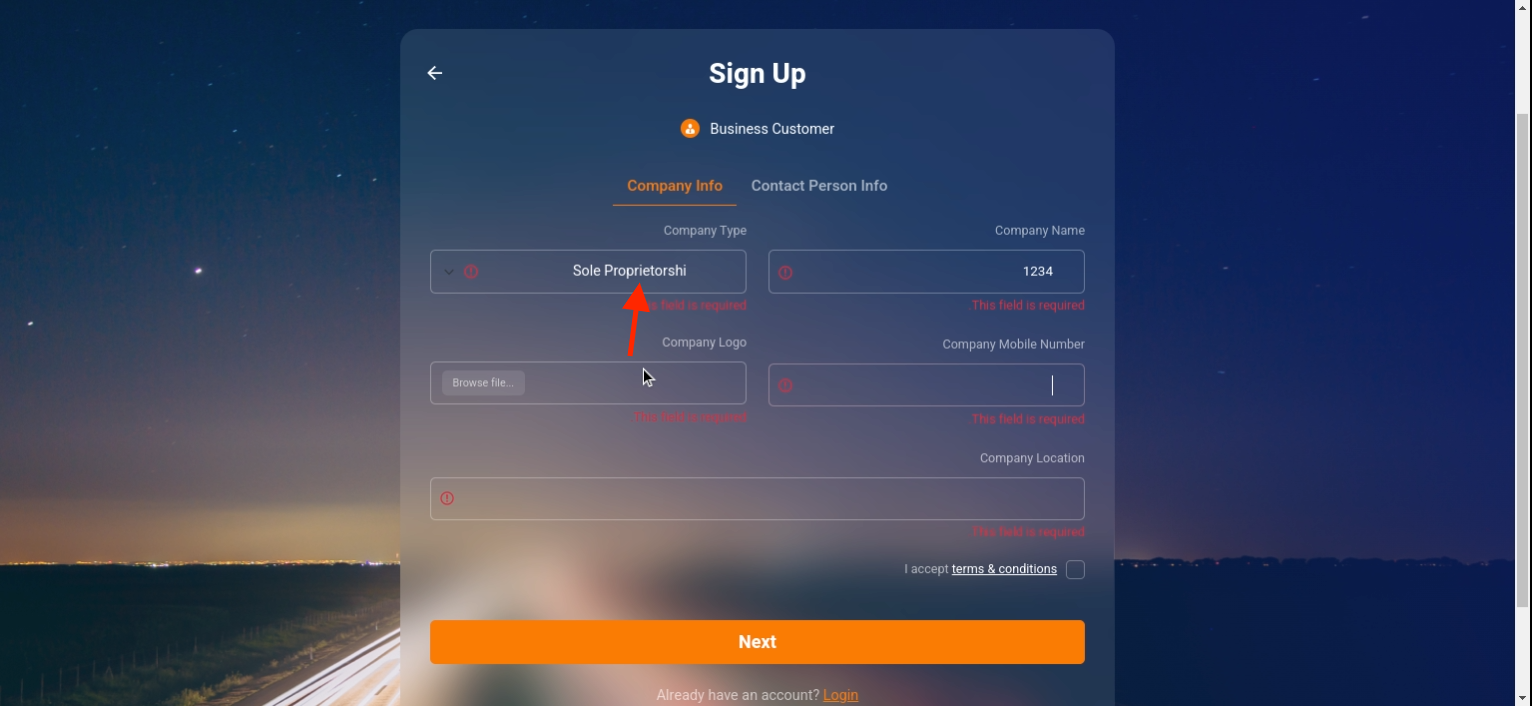 Sign Up
Business Customer
Company Info
Contact Person Info
Company Type
Company Name
Sole Proprietorshi
1234
s field is required
.This field is required
Company Logo
Company Mobile Number
Browse file...
This field is required
.This field is required
Company Location
.This field is required
I accept terms & conditions
Next
Already have an account? Login